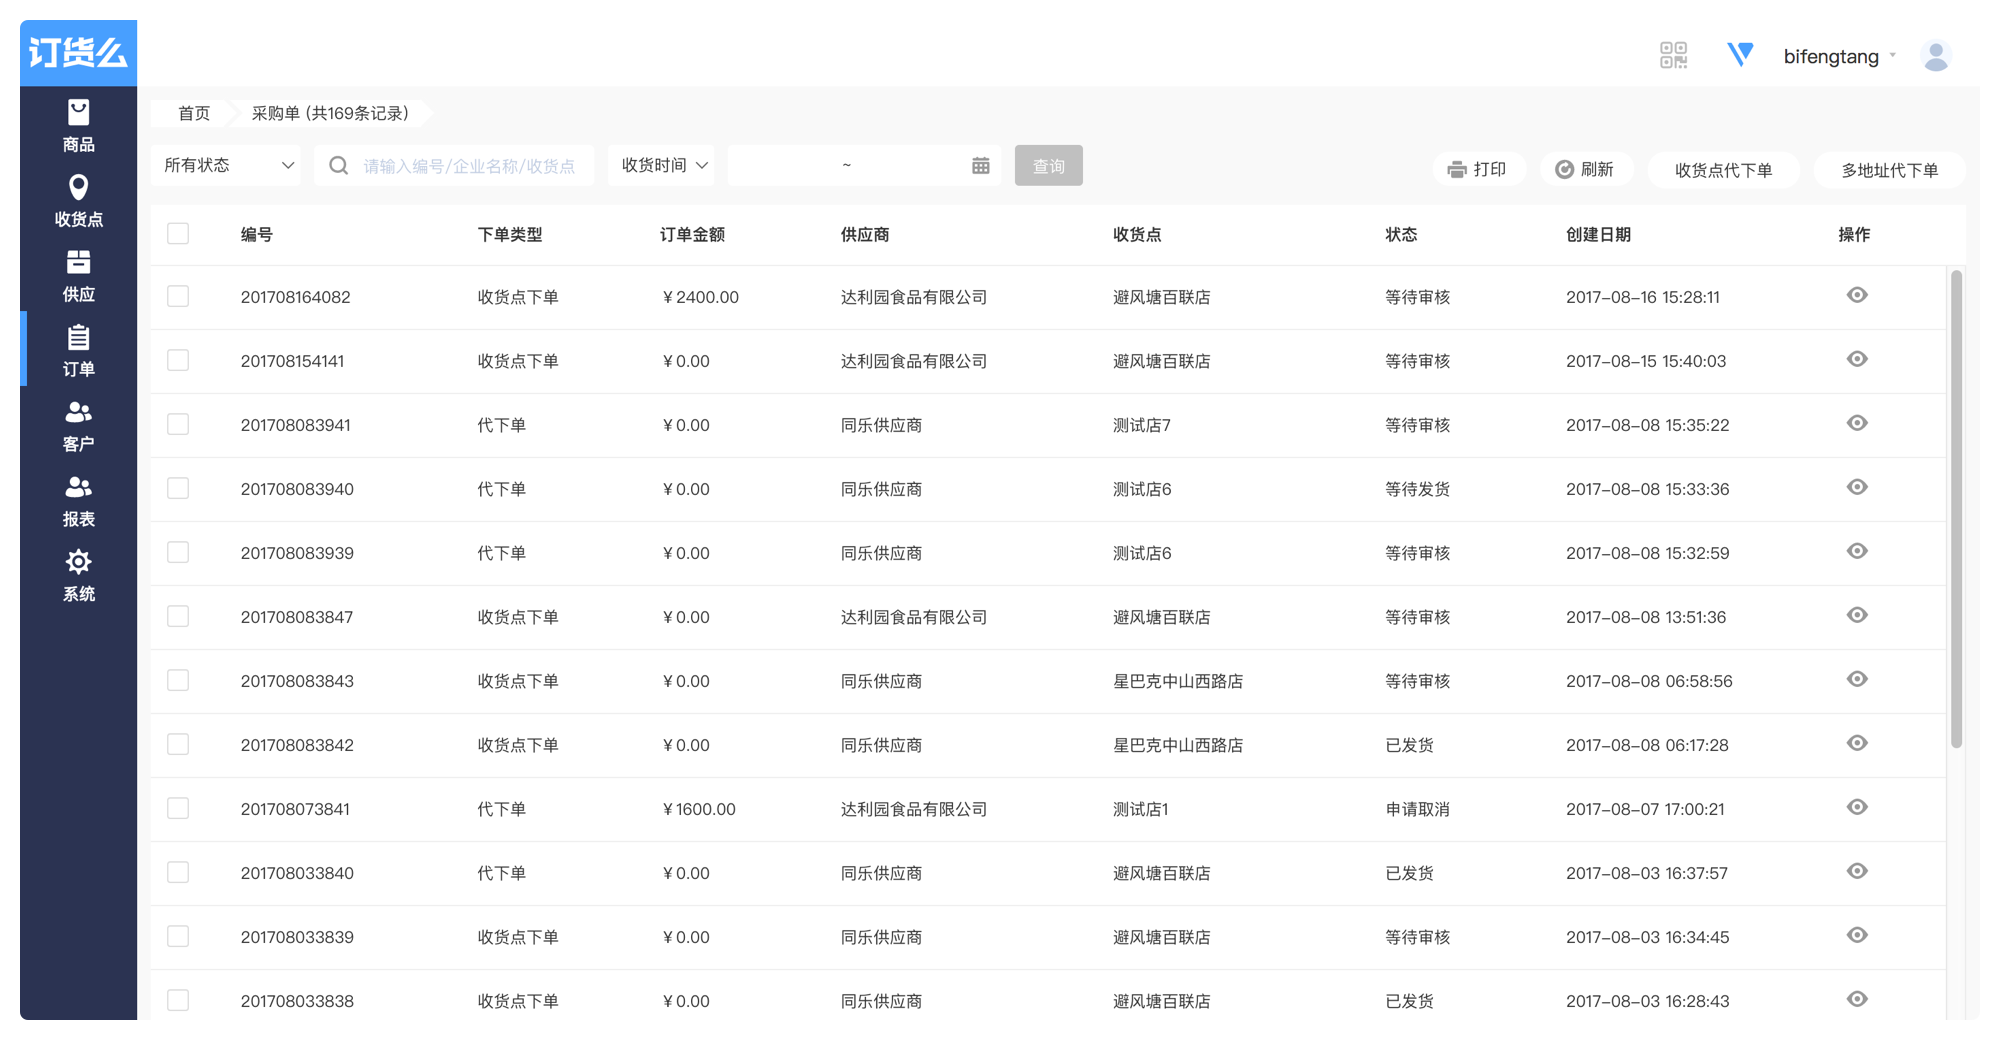 订货么
bifengtang
商品
收货点
供应
订单
客户
报表
系统
首页 采购单 (共169条记录)
所有状态 请输入编号/企业名称/收货点 收货时间 ~ 查询 打印 刷新 收货点代下单 多地址代下单
编号 下单类型 订单金额 供应商 收货点 状态 创建日期 操作
201708164082 收货点下单 ¥2400.00 达利园食品有限公司 避风塘百联店 等待审核 2017-08-16 15:28:11
201708154141 收货点下单 ¥0.00 达利园食品有限公司 避风塘百联店 等待审核 2017-08-15 15:40:03
201708083941 代下单 ¥0.00 同乐供应商 测试店7 等待审核 2017-08-08 15:35:22
201708083940 代下单 ¥0.00 同乐供应商 测试店6 等待发货 2017-08-08 15:33:36
201708083939 代下单 ¥0.00 同乐供应商 测试店6 等待审核 2017-08-08 15:32:59
201708083847 收货点下单 ¥0.00 达利园食品有限公司 避风塘百联店 等待审核 2017-08-08 13:51:36
201708083843 收货点下单 ¥0.00 同乐供应商 星巴克中山西路店 等待审核 2017-08-08 06:58:56
201708083842 收货点下单 ¥0.00 同乐供应商 星巴克中山西路店 已发货 2017-08-08 06:17:28
201708073841 代下单 ¥1600.00 达利园食品有限公司 测试店1 申请取消 2017-08-07 17:00:21
201708033840 代下单 ¥0.00 同乐供应商 避风塘百联店 已发货 2017-08-03 16:37:57
201708033839 收货点下单 ¥0.00 同乐供应商 避风塘百联店 等待审核 2017-08-03 16:34:45
201708033838 收货点下单 ¥0.00 同乐供应商 避风塘百联店 已发货 2017-08-03 16:28:43